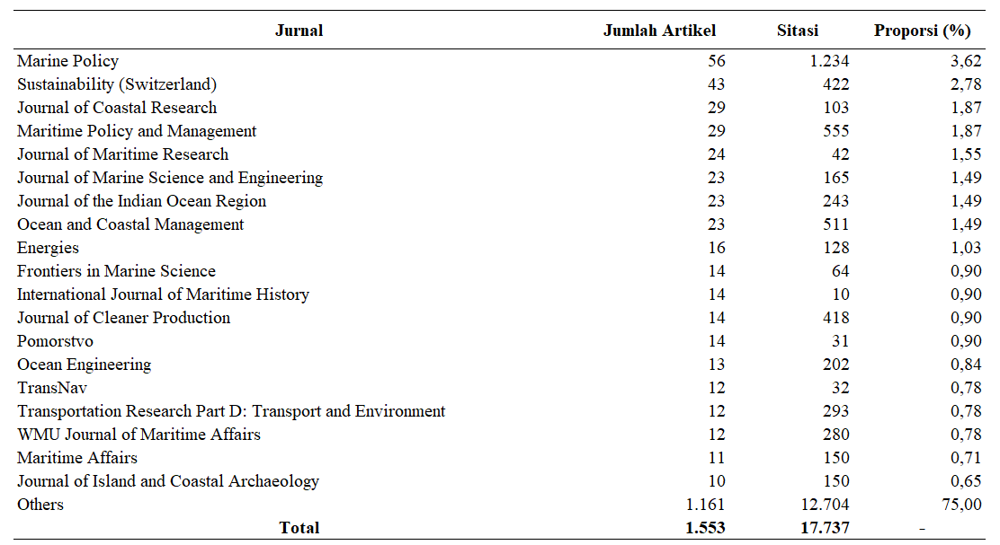 Jurnal Jumlah Artikel Sitasi Proporsi (%)
Marine Policy 56 1.234 3,62
Sustainability (Switzerland) 43 422 2,78
Journal of Coastal Research 29 103 1,87
Maritime Policy and Management 29 555 1,87
Journal of Maritime Research 24 42 1,55
Journal of Marine Science and Engineering 23 165 1,49
Journal of the Indian Ocean Region 23 243 1,49
Ocean and Coastal Management 23 511 1,49
Energies 16 128 1,03
Frontiers in Marine Science 14 64 0,90
International Journal of Maritime History 14 10 0,90
Journal of Cleaner Production 14 418 0,90
Pomorstvo 14 31 0,90
Ocean Engineering 13 202 0,84
TransNav 12 32 0,78
Transportation Research Part D: Transport and Environment 12 293 0,78
WMU Journal of Maritime Affairs 12 280 0,78
Maritime Affairs 11 150 0,71
Journal of Island and Coastal Archaeology 10 150 0,65
Others 1.161 12.704 75,00
Total 1.553 17.737 -